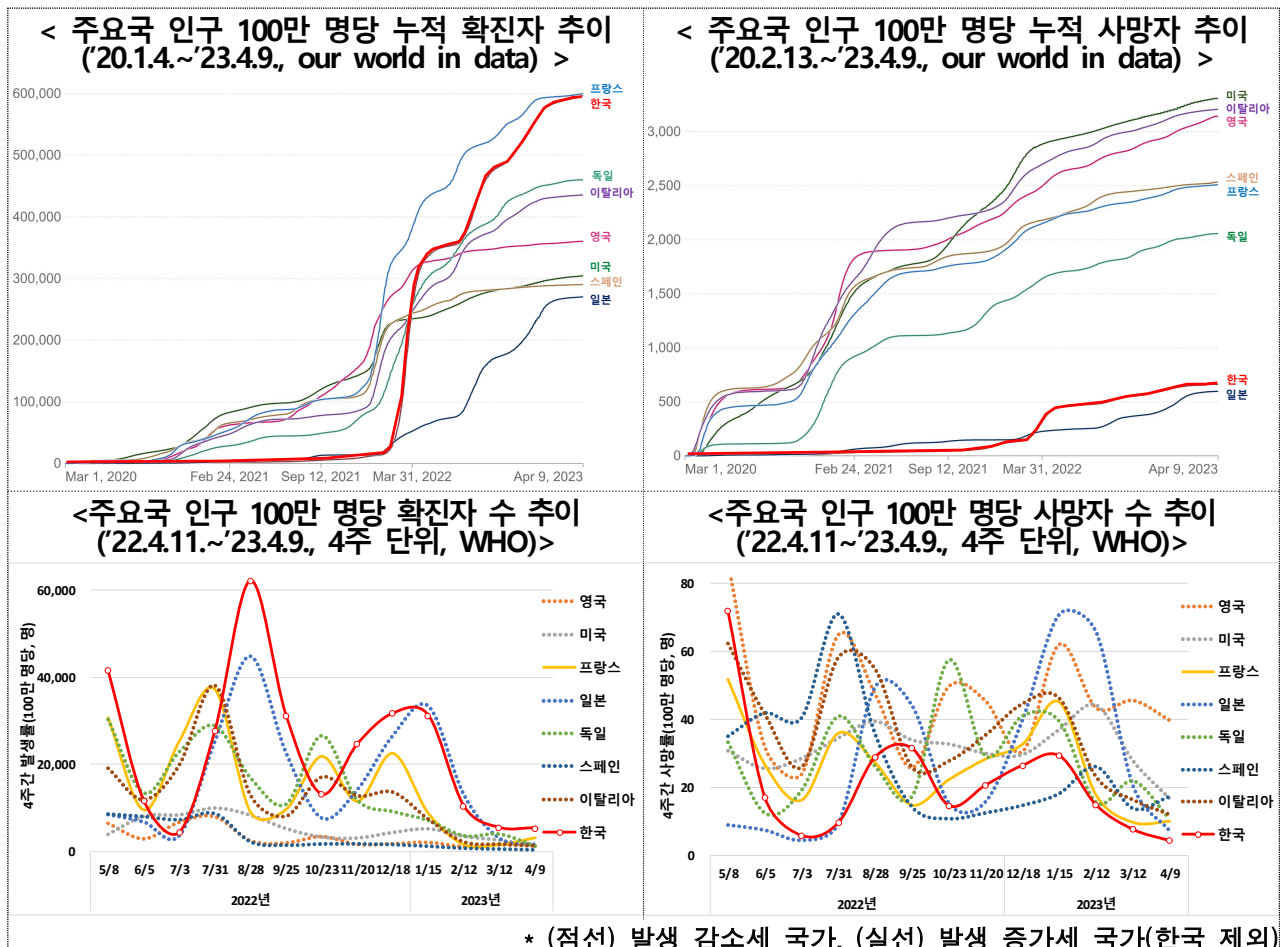 < 주요국 인구 100만 명당 누적 확진자 추이
('20.1.4.~'23.4.9., our world in data) >
600,000
500,000
400,000
300,000
200,000
100,000
0
프랑스
한국
독일
이탈리아
영국
미국
스페인
일본
Mar 1, 2020
Feb 24, 2021
Sep 12, 2021
Mar 31, 2022
Apr 9, 2023
< 주요국 인구 100만 명당 누적 사망자 추이
('20.2.13.~'23.4.9., our world in data) >
3,000
2,500
2,000
1,500
1,000
500
0
미국
이탈리아
영국
스페인
프랑스
독일
한국
일본
Mar 1, 2020
Feb 24, 2021
Sep 12, 2021
Mar 31, 2022
Apr 9, 2023
<주요국 인구 100만 명당 확진자 수 추이
('22.4.11.~'23.4.9., 4주 단위, WHO)>
4주간 발생률(100만 명당, 명)
60,000
40,000
20,000
0
영국
미국
프랑스
일본
독일
스페인
이탈리아
한국
5/8 6/5 7/3 7/31 8/28 9/25 10/23 11/20 12/18 1/15 2/12 3/12 4/9
2022년 2023년
<주요국 인구 100만 명당 사망자 수 추이
('22.4.11~'23.4.9., 4주 단위, WHO)>
4주간 사망률(100만 명당, 명)
80
60
40
20
0
영국
미국
프랑스
일본
독일
스페인
이탈리아
한국
5/8 6/5 7/3 7/31 8/28 9/25 10/23 11/20 12/18 1/15 2/12 3/12 4/9
2022년 2023년
* (점선) 발생 감소세 국가, (실선) 발생 증가세 국가(한국 제외)